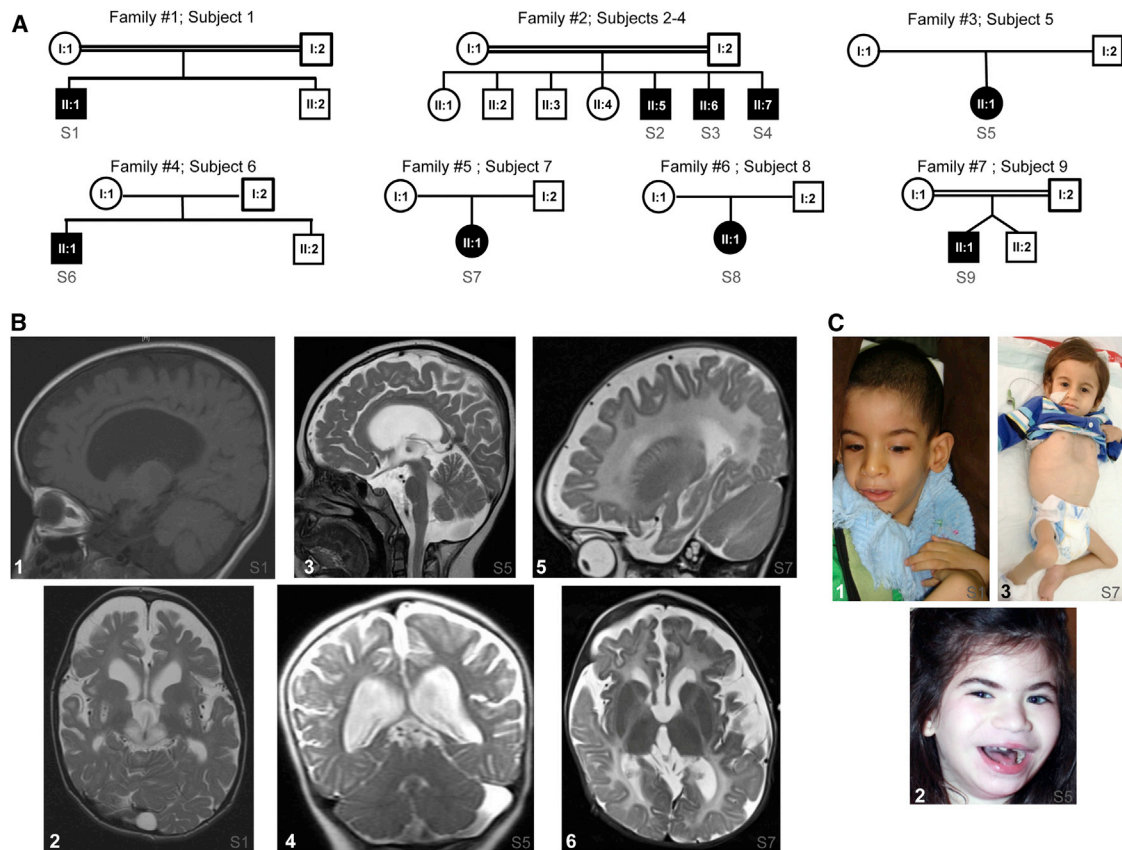 A
Family #1; Subject 1
I:1
I:2
II:1
II:2
S1
Family #2; Subjects 2-4
I:1
I:2
II:1
II:2
II:3
II:4
II:5
II:6
II:7
S2
S3
S4
Family #3; Subject 5
I:1
I:2
II:1
S5
Family #4; Subject 6
I:1
I:2
II:1
II:2
S6
Family #5 ; Subject 7
I:1
I:2
II:1
S7
Family #6 ; Subject 8
I:1
I:2
II:1
S8
Family #7 ; Subject 9
I:1
I:2
II:1
II:2
S9
B
1
S1
3
S5
5
S7
2
S1
4
S5
6
S7
C
1
S1
3
S7
2
S5